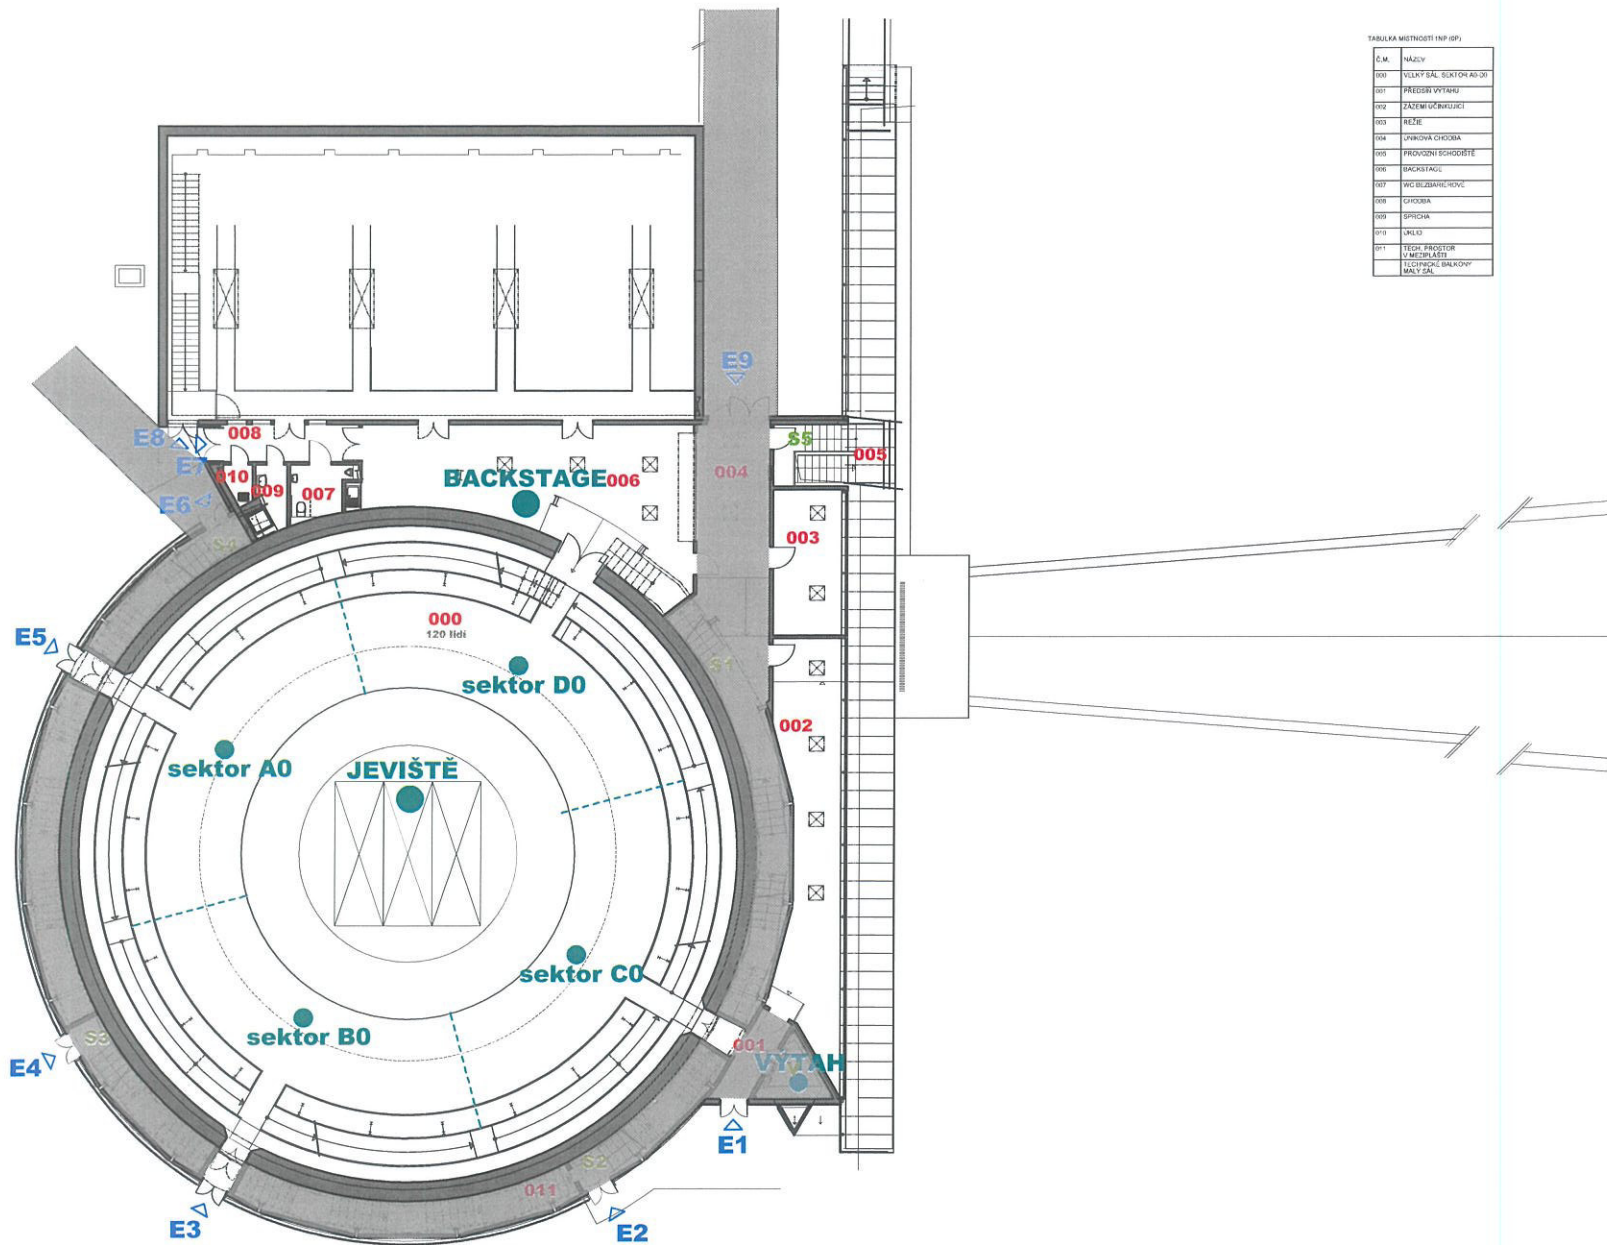 TABULKA MÍSTNOSTÍ 1NP (0P)
Č.M. NÁZEV
000 VELKÝ SÁL, SEKTOR A0-D0
001 PŘEDSÍŇ VÝTAHU
002 ZÁZEMÍ ÚČINKUJÍCÍ
003 REŽIE
004 ÚNIKOVÁ CHODBA
005 PROVOZNÍ SCHODIŠTĚ
006 BACKSTAGE
007 WC BEZBARIÉROVÉ
008 CHODBA
009 SPRCHA
010 ÚKLID
011 TECH. PROSTOR
V MEZIPLÁŠTI
TECHNICKÉ BALKÓNY
MALÝ SÁL
E9
E8
008
S5
005
E7
010
009
007
BACKSTAGE
006
004
E6
S4
003
000
120 lidí
E5
S1
sektor D0
002
sektor A0
JEVIŠTĚ
sektor C0
sektor B0
S3
001
VÝTAH
E4
E1
S2
011
E3
E2